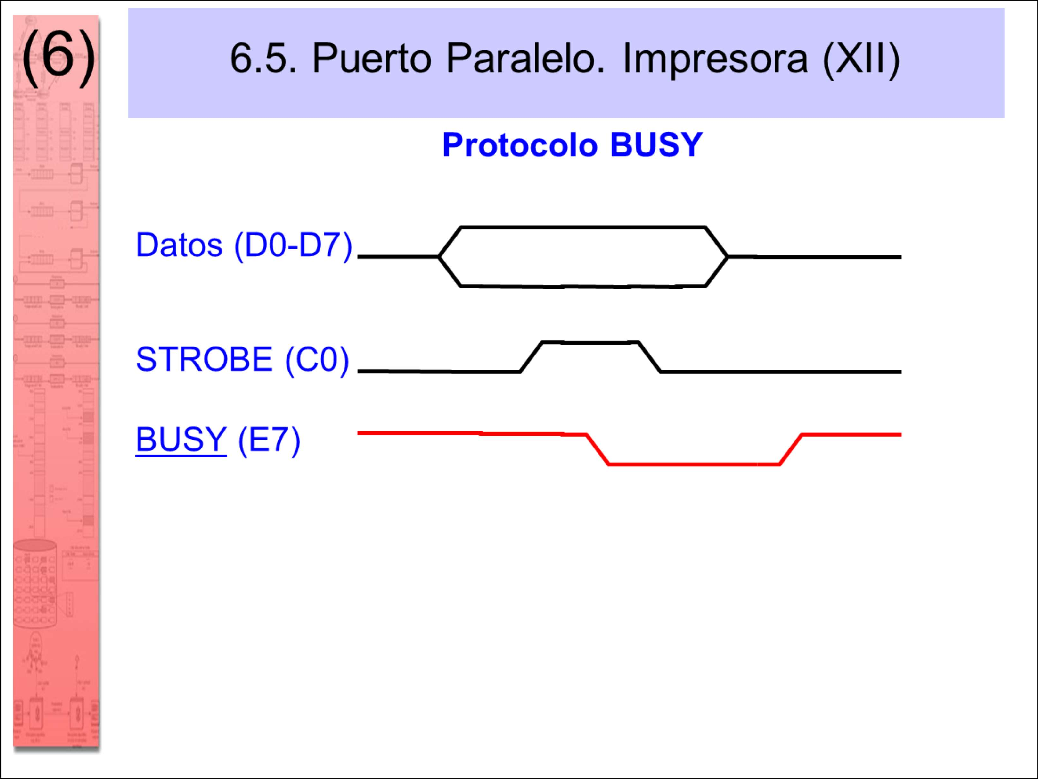 (6)
6.5. Puerto Paralelo. Impresora (XII)
Protocolo BUSY
Datos (D0-D7)
STROBE (C0)
BUSY (E7)